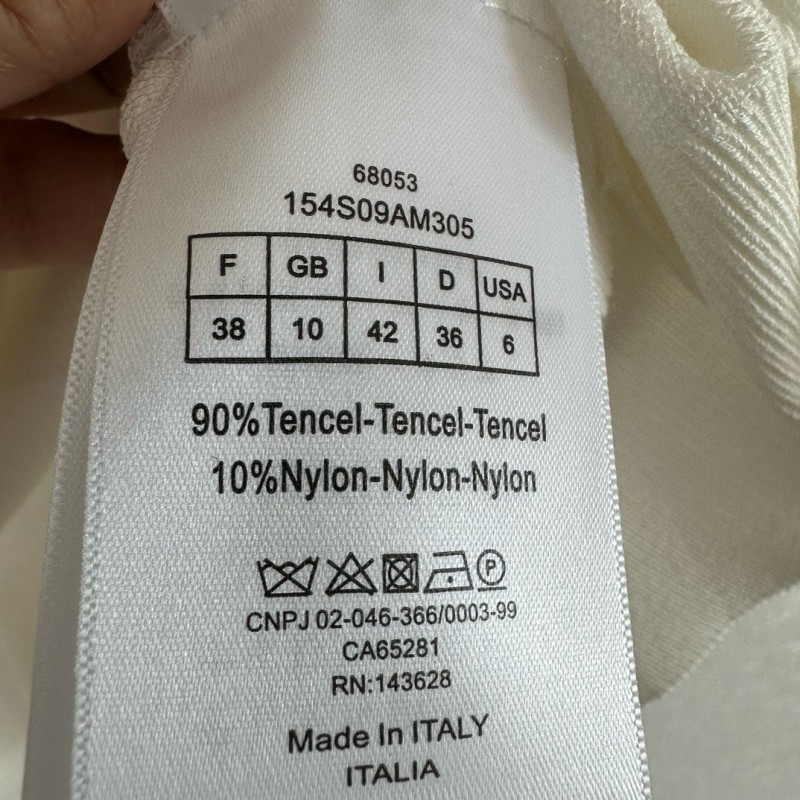 68053
154S09AM305
F GB I D USA
38 10 42 36 6
90%Tencel-Tencel-Tencel
10%Nylon-Nylon-Nylon
P
CNPJ 02-046-366/0003-99
CA65281
RN:143628
Made In ITALY
ITALIA